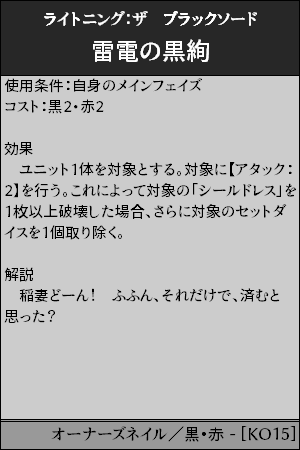 ライトニング：ザ　ブラックソード
雷電の黒絢
使用条件：自身のメインフェイズ
コスト：黒２・赤２
効果
　ユニット1体を対象とする。対象に【アタック：
2】を行う。これによって対象の「シールドレス」を
1枚以上破壊した場合、さらに対象のセットダ
イスを1個取り除く。
解説
　稲妻どーん！　ふふん、それだけで、済むと
思った？
オーナーズネイル／黒・赤 - [KO15]